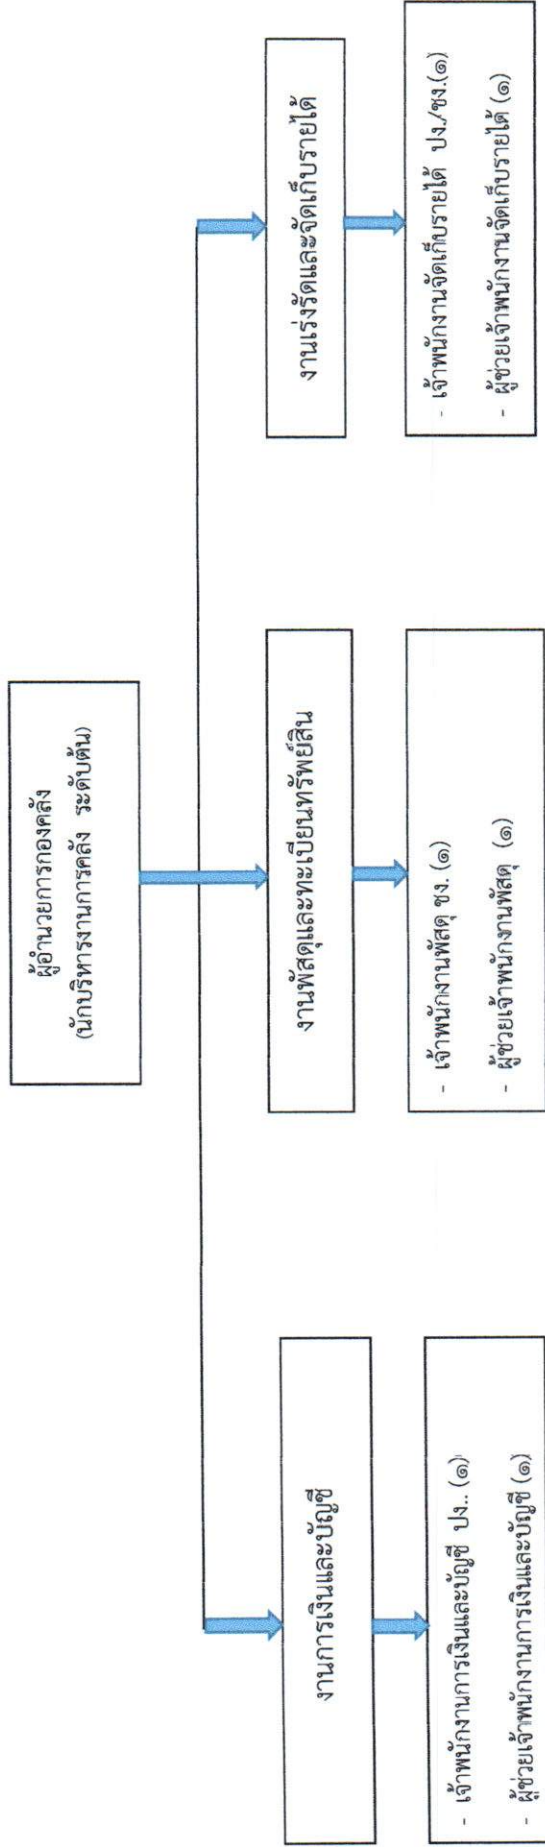 ผู้อำนวยการกองคลัง
(นักบริหารงานการคลัง ระดับต้น)
งานการเงินและบัญชี
งานพัสดุและทะเบียนทรัพย์สิน
งานเร่งรัดและจัดเก็บรายได้
- เจ้าพนักงานการเงินและบัญชี ปง.. (๑)
- ผู้ช่วยเจ้าพนักงานการเงินและบัญชี (๑)
- เจ้าพนักงานพัสดุ ชง. (๑)
- ผู้ช่วยเจ้าพนักงานพัสดุ (๑)
- เจ้าพนักงานจัดเก็บรายได้ ปง./ชง.(๑)
- ผู้ช่วยเจ้าพนักงานจัดเก็บรายได้ (๑)